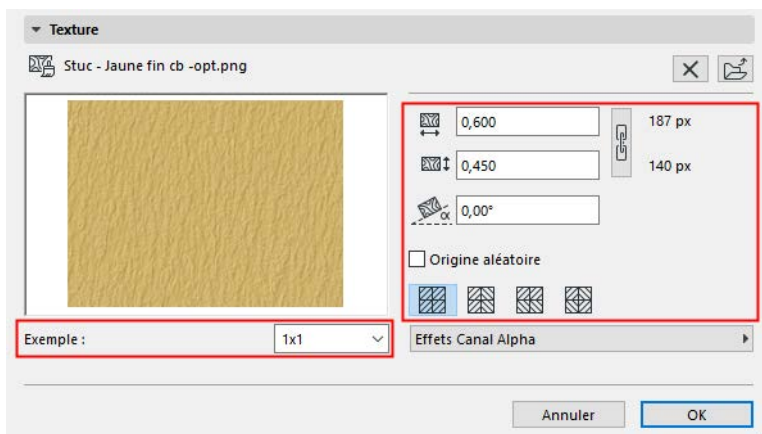 Texture
Stuc - Jaune fin cb -opt.png
0,600
187 px
0,450
140 px
α
0,00°
Origine aléatoire
Exemple :
1x1
Effets Canal Alpha
Annuler
OK